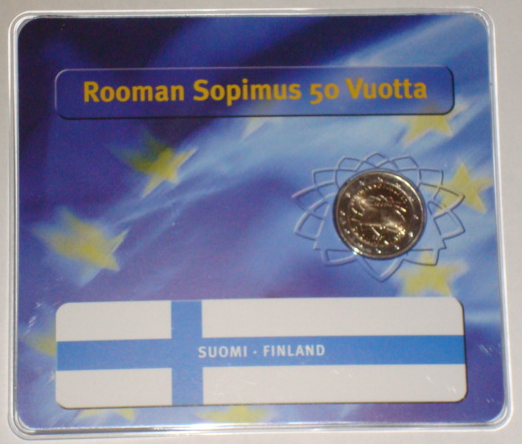 Rooman Sopimus 50 Vuotta
SUOMI · FINLAND